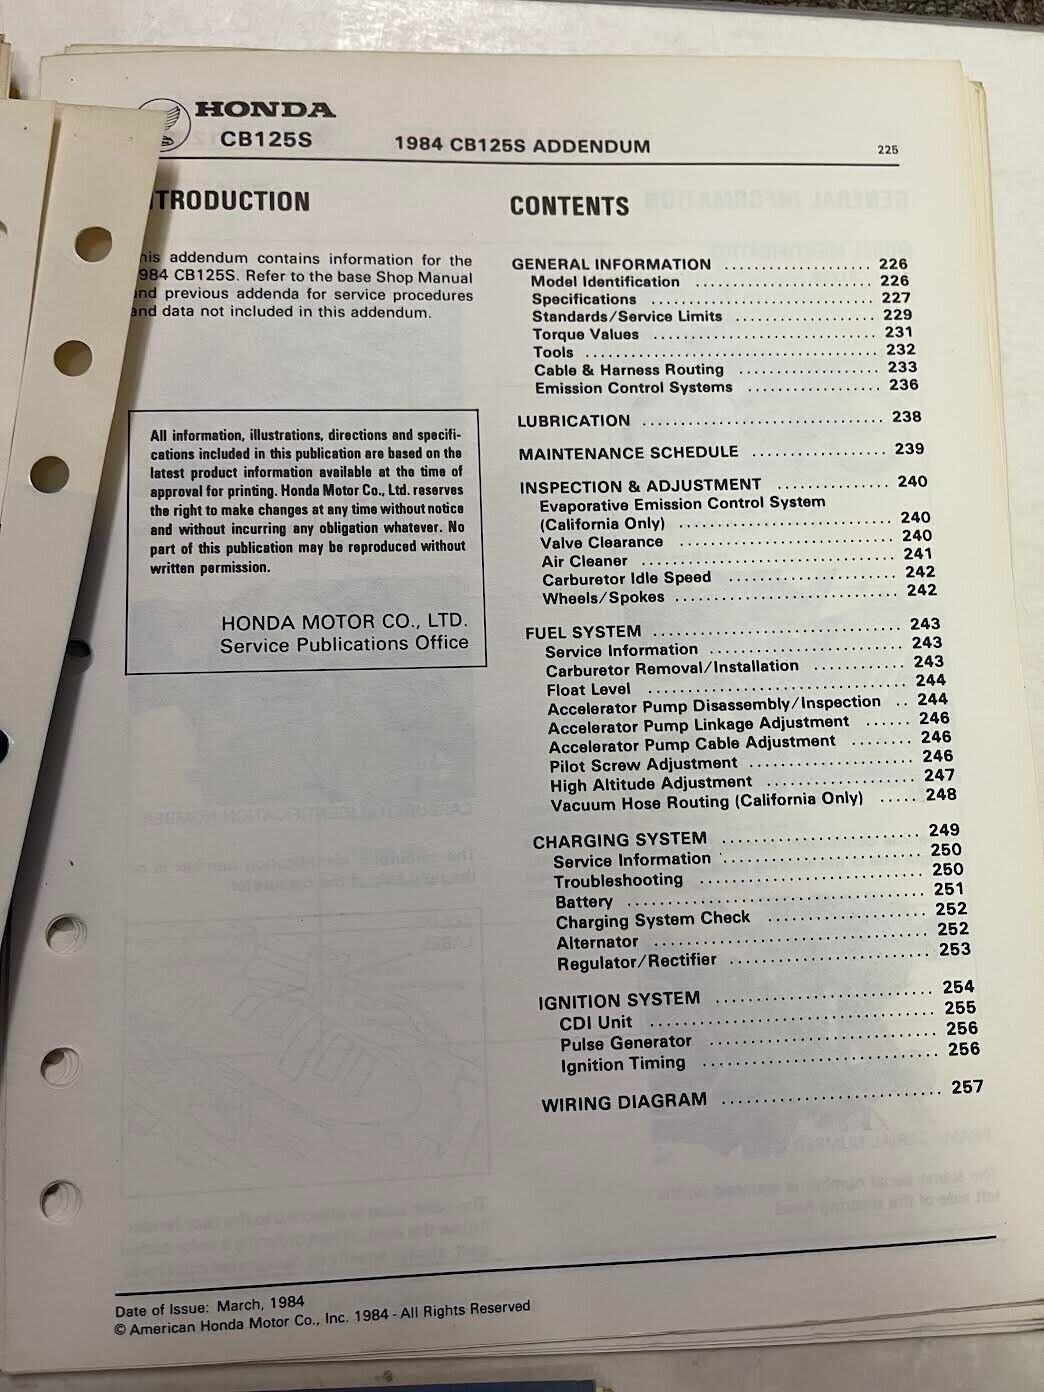 HONDA
CB125S
1984 CB125S ADDENDUM
225
TRODUCTION
his addendum contains information for the
984 CB125S. Refer to the base Shop Manual
nd previous addenda for service procedures
and data not included in this addendum.
All information, illustrations, directions and specifi-
cations included in this publication are based on the
latest product information available at the time of
approval for printing. Honda Motor Co., Ltd. reserves
the right to make changes at any time without notice
and without incurring any obligation whatever. No
part of this publication may be reproduced without
written permission.
HONDA MOTOR CO., LTD.
Service Publications Office
CONTENTS
GENERAL INFORMATION .................... 226
Model Identification ........................ 226
Specifications .............................. 227
Standards/Service Limits ................... 229
Torque Values .............................. 231
Tools ....................................... 232
Cable & Harness Routing ................... 233
Emission Control Systems .................. 236
LUBRICATION ................................ 238
MAINTENANCE SCHEDULE .................. 239
INSPECTION & ADJUSTMENT ............... 240
Evaporative Emission Control System
(California Only) ............................ 240
Valve Clearance ............................ 240
Air Cleaner ................................. 241
Carburetor Idle Speed ...................... 242
Wheels/Spokes ............................. 242
FUEL SYSTEM ................................. 243
Service Information ......................... 243
Carburetor Removal/Installation ............ 243
Float Level .................................. 244
Accelerator Pump Disassembly/Inspection .. 244
Accelerator Pump Linkage Adjustment ...... 246
Accelerator Pump Cable Adjustment ........ 246
Pilot Screw Adjustment ..................... 246
High Altitude Adjustment ................... 247
Vacuum Hose Routing (California Only) ..... 248
CHARGING SYSTEM .......................... 249
Service Information .......................... 250
Troubleshooting ............................. 250
Battery ....................................... 251
Charging System Check ..................... 252
Alternator .................................... 252
Regulator/Rectifier .......................... 253
IGNITION SYSTEM ............................ 254
CDI Unit ...................................... 255
Pulse Generator .............................. 256
Ignition Timing ............................... 256
WIRING DIAGRAM ............................ 257
Date of Issue: March, 1984
© American Honda Motor Co., Inc. 1984 - All Rights Reserved